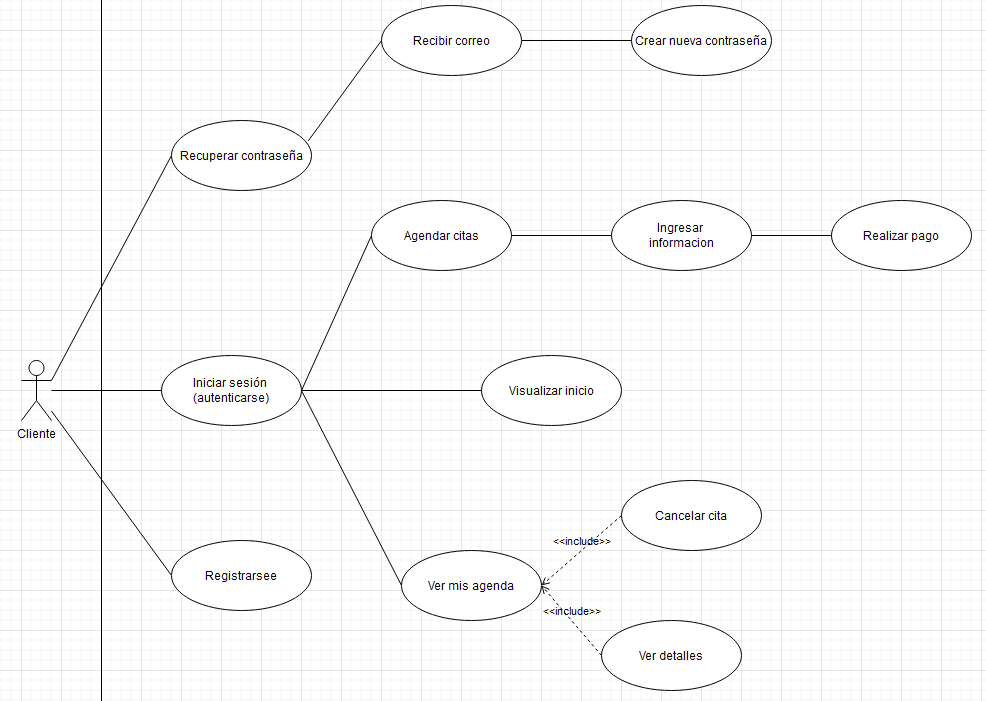 Recibir correo
Crear nueva contraseña
Recuperar contraseña
Agendar citas
Ingresar
informacion
Realizar pago
Iniciar sesión
(autenticarse)
Visualizar inicio
Cliente
Cancelar cita
<<include>>
Registrarsee
Ver mis agenda
<<include>>
Ver detalles